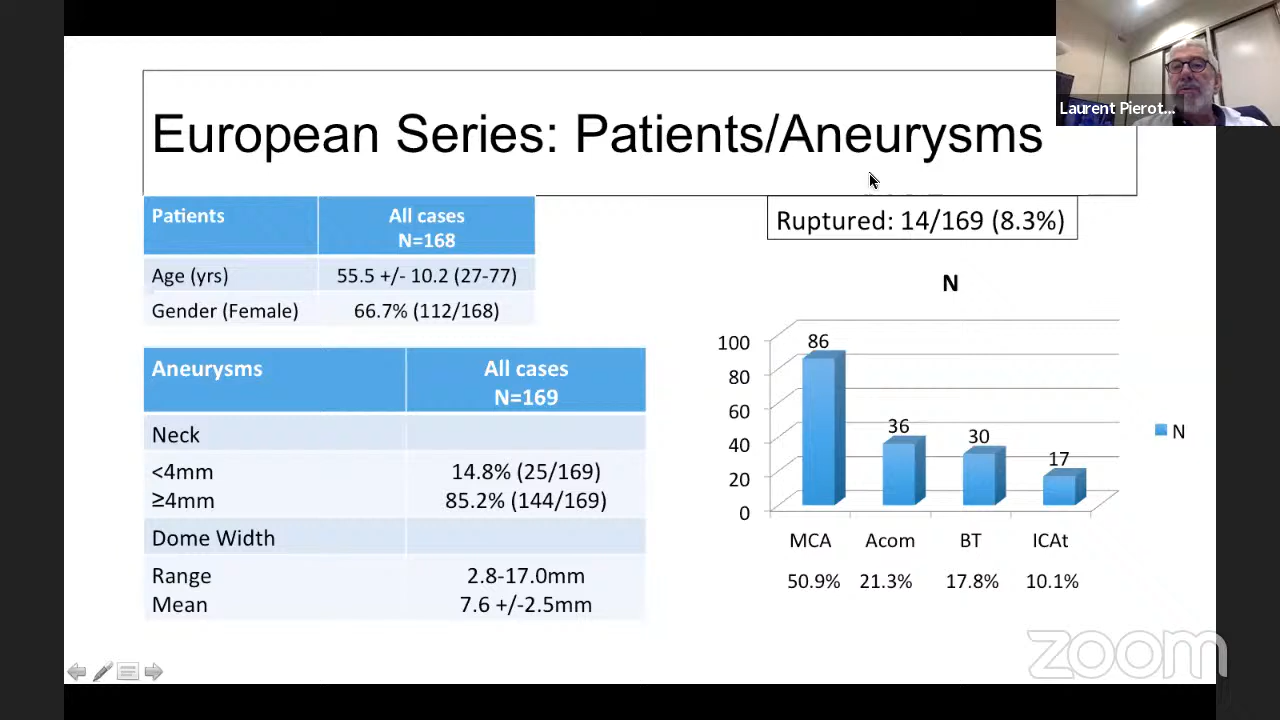 Laurent Pierot...
European Series: Patients/Aneurysms
Patients
All cases
N=168
Age (yrs)
55.5 +/- 10.2 (27-77)
Gender (Female)
66.7% (112/168)
Aneurysms
All cases
N=169
Neck
<4mm
14.8% (25/169)
≥4mm
85.2% (144/169)
Dome Width
Range
2.8-17.0mm
Mean
7.6 +/-2.5mm
Ruptured: 14/169 (8.3%)
N
100
80
60
40
20
0
86
36
30
17
N
MCA
Acom
BT
ICAt
50.9%
21.3%
17.8%
10.1%
zoom